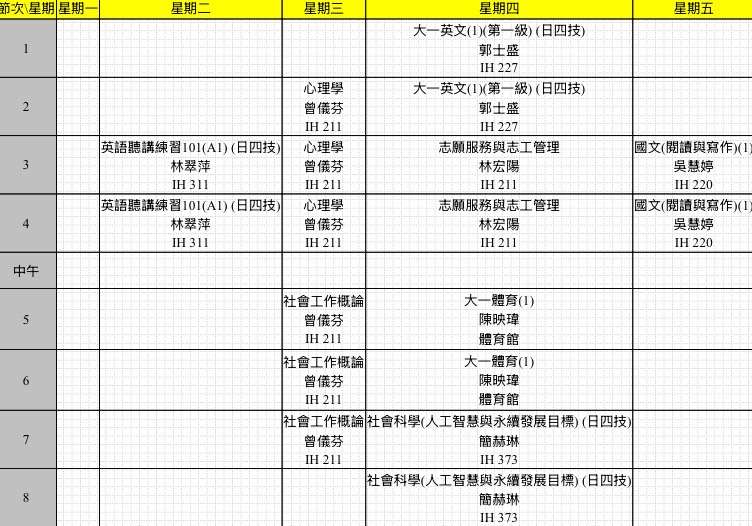 節次\星期 星期一 星期二 星期三 星期四 星期五
1
大一英文(1)(第一級) (日四技)
郭士盛
IH 227
2
心理學
曾儀芬
IH 211
大一英文(1)(第一級) (日四技)
郭士盛
IH 227
3
英語聽講練習101(A1) (日四技)
林翠萍
IH 311
心理學
曾儀芬
IH 211
志願服務與志工管理
林宏陽
IH 211
國文(閱讀與寫作)(1)
吳慧婷
IH 220
4
英語聽講練習101(A1) (日四技)
林翠萍
IH 311
心理學
曾儀芬
IH 211
志願服務與志工管理
林宏陽
IH 211
國文(閱讀與寫作)(1)
吳慧婷
IH 220
中午
5
社會工作概論
曾儀芬
IH 211
大一體育(1)
陳映瑋
體育館
6
社會工作概論
曾儀芬
IH 211
大一體育(1)
陳映瑋
體育館
7
社會工作概論
曾儀芬
IH 211
社會科學(人工智慧與永續發展目標) (日四技)
簡赫琳
IH 373
8
社會科學(人工智慧與永續發展目標) (日四技)
簡赫琳
IH 373